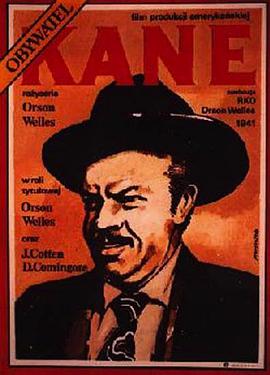 film produkcji amerykańskiej
OBYWATEL
KANE
reżyseria
Orson
Welles
RKO
Orson Welles
1941
w roli
tytułowej
Orson
Welles
oraz
J.Cotten
D.Comingore